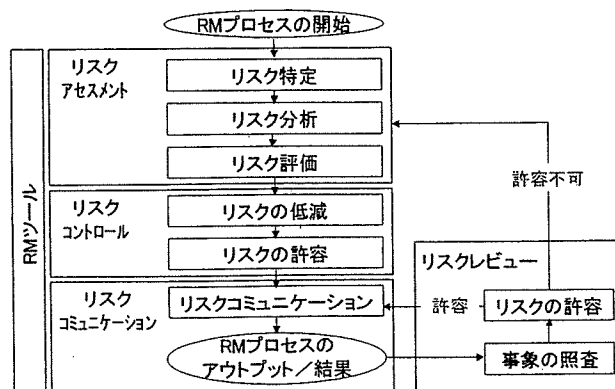 RMプロセスの開始
RMツール
リスク
アセスメント
リスク特定
リスク分析
リスク評価
許容不可
リスク
コントロール
リスクの低減
リスクの許容
リスクレビュー
リスク
コミュニケーション
リスクコミュニケーション
許容
リスクの許容
RMプロセスの
アウトプット／結果
事象の照査